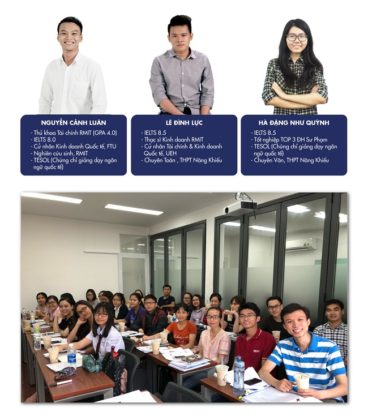 NGUYỄN CẢNH LUÂN
- Thủ khoa Tài chính RMIT (GPA 4.0)
- IELTS 8.0
- Cử nhân Kinh doanh Quốc tế, FTU
- Nghiên cứu sinh, RMIT
- TESOL (Chứng chỉ giảng dạy ngôn
ngữ quốc tế)
LÊ ĐÌNH LỰC
- IELTS 8.5
- Thạc sĩ Kinh doanh RMIT
- Cử nhân Tài chính & Kinh doanh
Quốc tế, UEH
- Chuyên Toán , THPT Năng Khiếu
HÀ ĐẶNG NHƯ QUỲNH
- IELTS 8.5
- Tốt nghiệp TOP 3 ĐH Sư Phạm
- TESOL (Chứng chỉ giảng dạy ngôn
ngữ quốc tế)
- Chuyên Văn, THPT Năng Khiếu